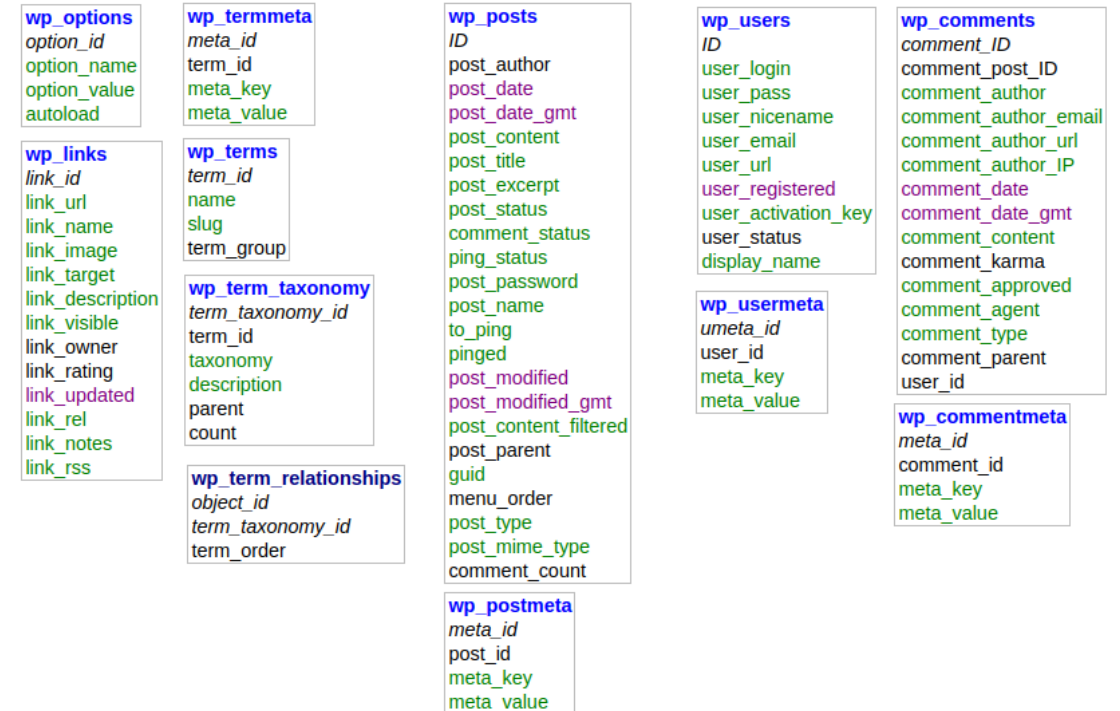 wp_options
option_id
option_name
option_value
autoload
wp_links
link_id
link_url
link_name
link_image
link_target
link_description
link_visible
link_owner
link_rating
link_updated
link_rel
link_notes
link_rss
wp_termmeta
meta_id
term_id
meta_key
meta_value
wp_terms
term_id
name
slug
term_group
wp_term_taxonomy
term_taxonomy_id
term_id
taxonomy
description
parent
count
wp_term_relationships
object_id
term_taxonomy_id
term_order
wp_posts
ID
post_author
post_date
post_date_gmt
post_content
post_title
post_excerpt
post_status
comment_status
ping_status
post_password
post_name
to_ping
pinged
post_modified
post_modified_gmt
post_content_filtered
post_parent
guid
menu_order
post_type
post_mime_type
comment_count
wp_postmeta
meta_id
post_id
meta_key
meta_value
wp_users
ID
user_login
user_pass
user_nicename
user_email
user_url
user_registered
user_activation_key
user_status
display_name
wp_usermeta
umeta_id
user_id
meta_key
meta_value
wp_comments
comment_ID
comment_post_ID
comment_author
comment_author_email
comment_author_url
comment_author_IP
comment_date
comment_date_gmt
comment_content
comment_karma
comment_approved
comment_agent
comment_type
comment_parent
user_id
wp_commentmeta
meta_id
comment_id
meta_key
meta_value